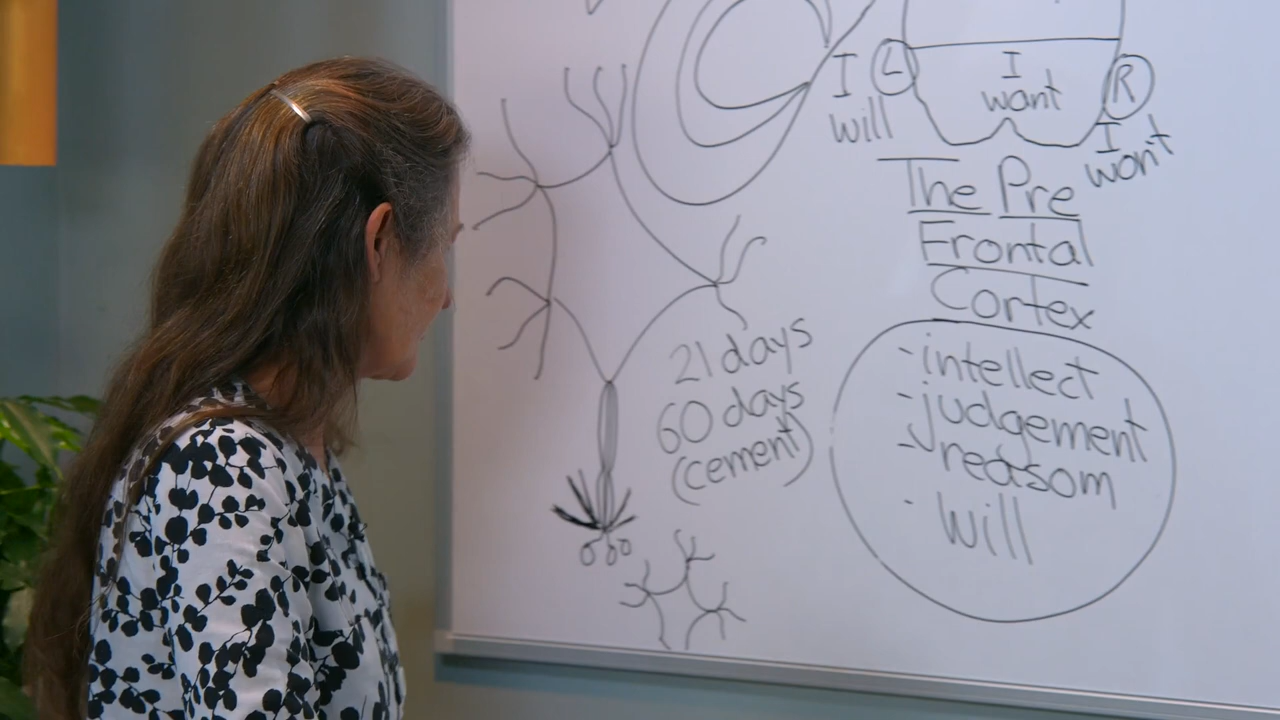 I
will
L
I
want
R
I
won't
The Pre
Frontal
Cortex
21 days
60 days
(cement)
- intellect
- judgement
- reasom
- will